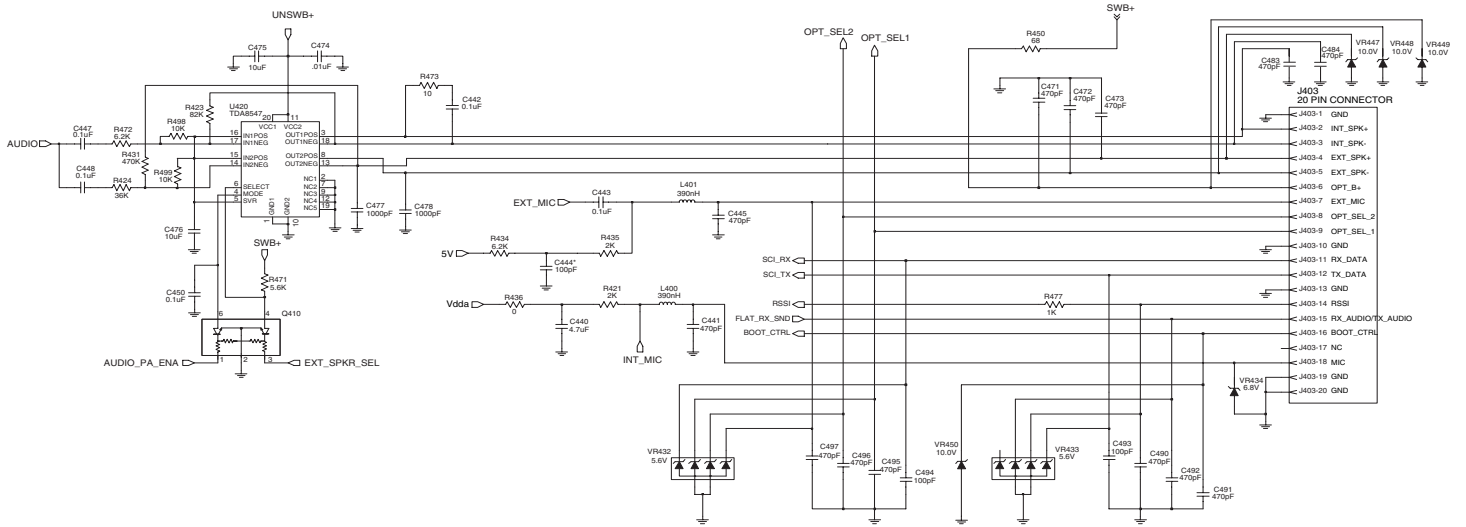 UNSWB+
C475
10uF
C474
.01uF
R473
10
C442
0.1uF
R423
82K
U420
TDA8547
20 11
VCC1 VCC2
16 IN1POS
17 IN1NEG
15 IN2POS
14 IN2NEG
6 SELECT
4 MODE
5 SVR
OUT1POS 3
OUT1NEG 18
OUT2POS 8
OUT2NEG 13
NC1 2
NC2 7
NC3 9
NC4 12
NC5 19
GND1
GND2
1 10
AUDIO
C447
0.1uF
R472
6.2K
R498
10K
R431
470K
C448
0.1uF
R424
36K
R499
10K
C476
10uF
C477
1000pF
C478
1000pF
SWB+
R471
5.6K
C450
0.1uF
6 4 Q410
1 2 3
AUDIO_PA_ENA
EXT_SPKR_SEL
EXT_MIC
C443
0.1uF
L401
390nH
C445
470pF
5V
R434
6.2K
R435
2K
C444*
100pF
Vdda
R436
0
R421
2K
L400
390nH
C440
4.7uF
C441
470pF
INT_MIC
OPT_SEL2
OPT_SEL1
SCI_RX
SCI_TX
RSSI
FLAT_RX_SND
BOOT_CTRL
R477
1K
SWB+
R450
68
C471
470pF
C472
470pF
C473
470pF
C483
470pF
C484
470pF
VR447
10.0V
VR448
10.0V
VR449
10.0V
J403
20 PIN CONNECTOR
J403-1 GND
J403-2 INT_SPK+
J403-3 INT_SPK-
J403-4 EXT_SPK+
J403-5 EXT_SPK-
J403-6 OPT_B+
J403-7 EXT_MIC
J403-8 OPT_SEL_2
J403-9 OPT_SEL_1
J403-10 GND
J403-11 RX_DATA
J403-12 TX_DATA
J403-13 GND
J403-14 RSSI
J403-15 RX_AUDIO/TX_AUDIO
J403-16 BOOT_CTRL
J403-17 NC
J403-18 MIC
J403-19 GND
J403-20 GND
VR434
6.8V
VR432
5.6V
C497
470pF
C496
470pF
C495
470pF
C494
100pF
VR450
10.0V
VR433
5.6V
C493
100pF
C490
470pF
C492
470pF
C491
470pF